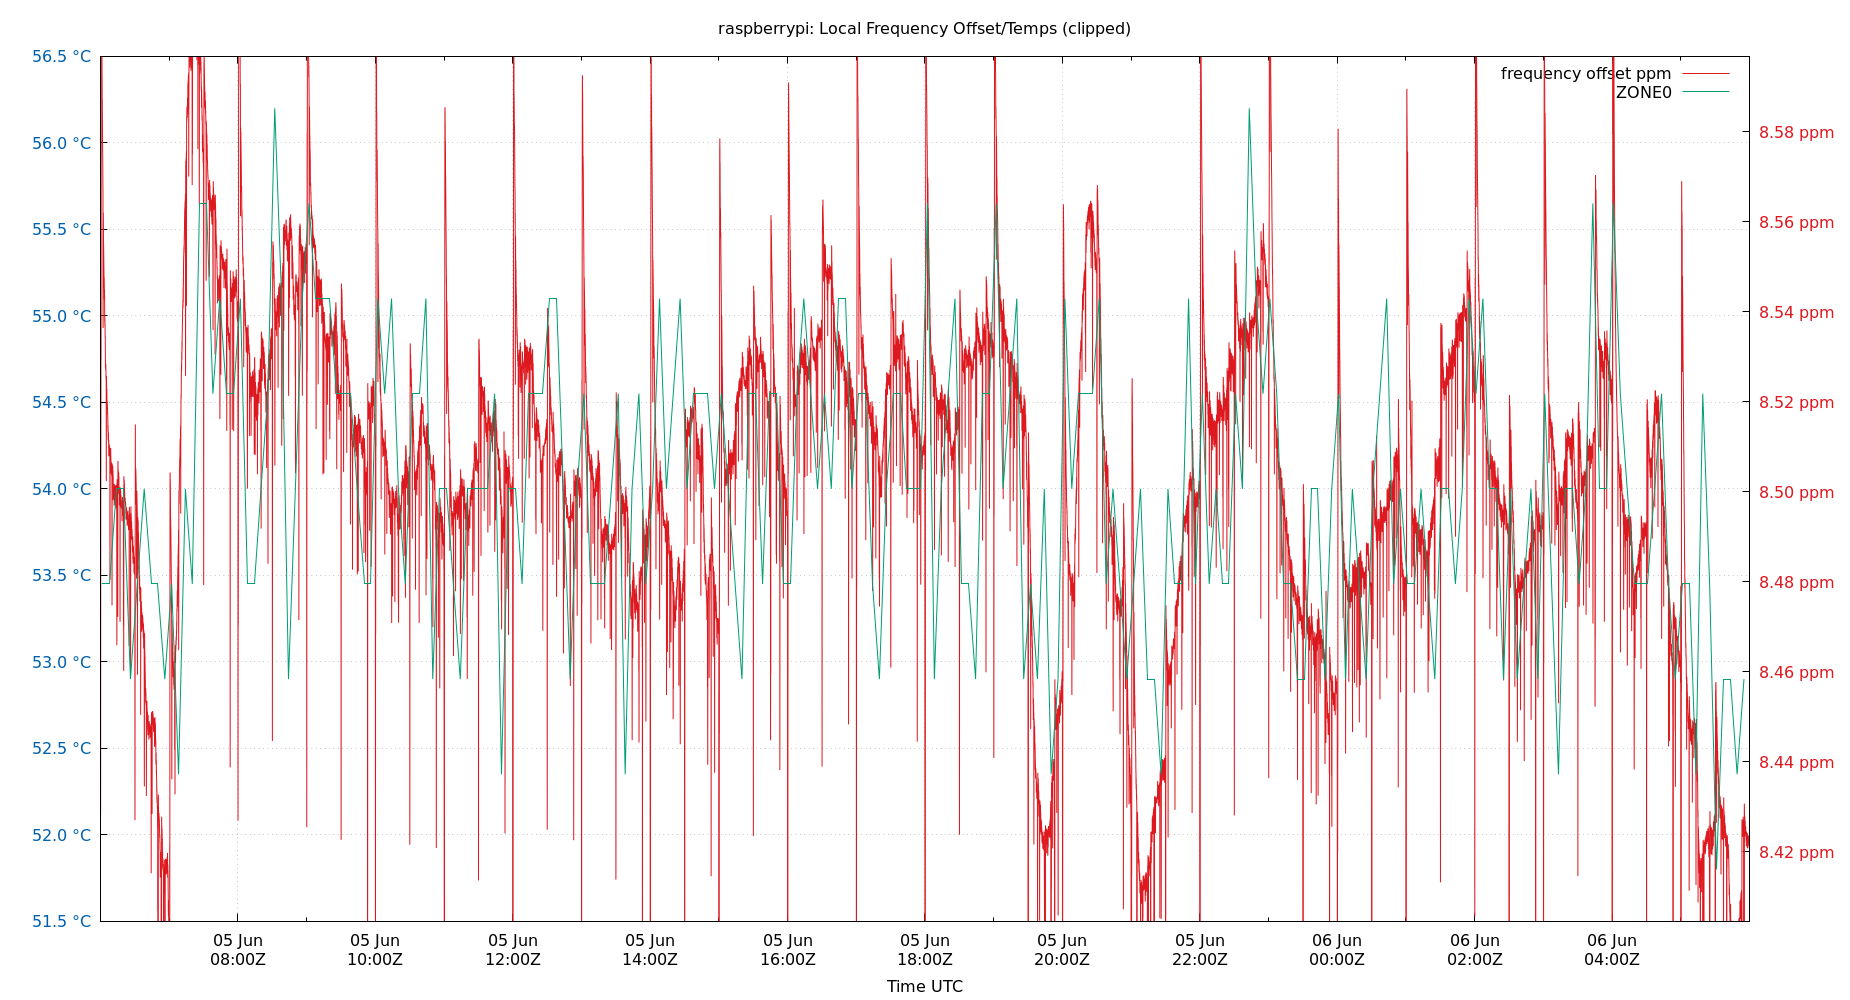 raspberrypi: Local Frequency Offset/Temps (clipped)
frequency offset ppm
ZONE0
56.5 °C
56.0 °C
55.5 °C
55.0 °C
54.5 °C
54.0 °C
53.5 °C
53.0 °C
52.5 °C
52.0 °C
51.5 °C
8.58 ppm
8.56 ppm
8.54 ppm
8.52 ppm
8.50 ppm
8.48 ppm
8.46 ppm
8.44 ppm
8.42 ppm
05 Jun 05 Jun 05 Jun 05 Jun 05 Jun 05 Jun 05 Jun 05 Jun 06 Jun 06 Jun 06 Jun
08:00Z 10:00Z 12:00Z 14:00Z 16:00Z 18:00Z 20:00Z 22:00Z 00:00Z 02:00Z 04:00Z
Time UTC